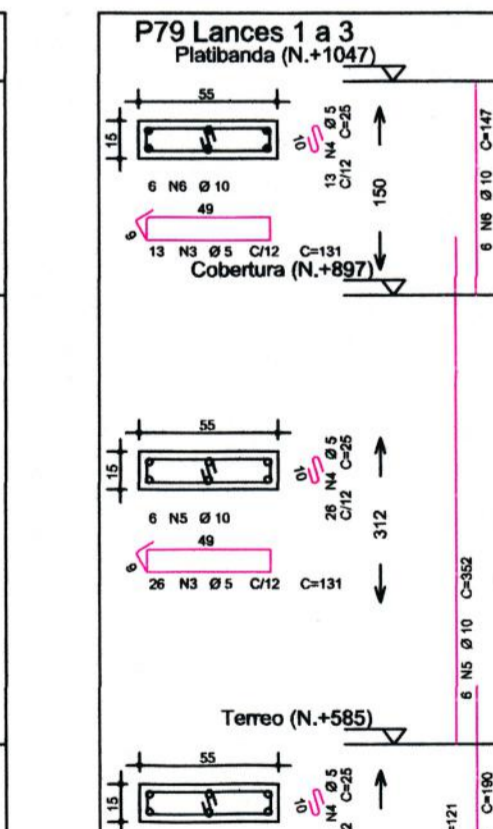 P79 Lances 1 a 3
Platibanda (N.+1047)
55
15
10
13 N4 Ø 5
C/12 C=25
150
6 N6 Ø 10 C=147
6 N6 Ø 10
49
9
13 N3 Ø 5 C/12 C=131
Cobertura (N.+897)
55
15
10
26 N4 Ø 5
C/12 C=25
312
6 N5 Ø 10
49
9
26 N3 Ø 5 C/12 C=131
6 N5 Ø 10 C=352
Terreo (N.+585)
55
15
10
N4 Ø 5
C=25
C=190